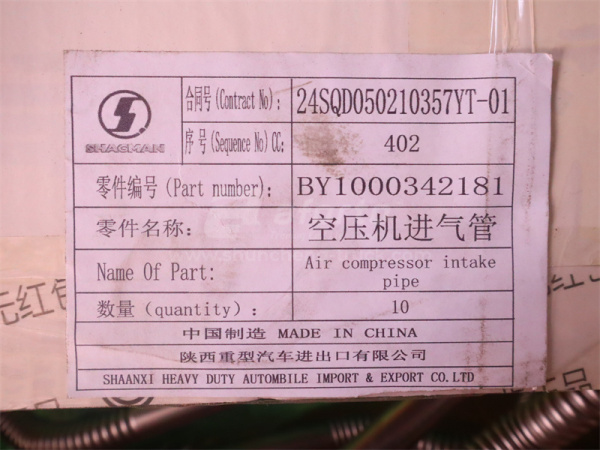 SHACMAN
合同号(Contract No): 24SQD050210357YT-01
序号(Sequence No)CC: 402
零件编号(Part number): BY1000342181
零件名称: 空压机进气管
Name Of Part: Air compressor intake pipe
数量(quantity): 10
中国制造 MADE IN CHINA
陕西重型汽车进出口有限公司
SHAANXI HEAVY DUTY AUTOMBILE IMPORT & EXPORT CO.LTD